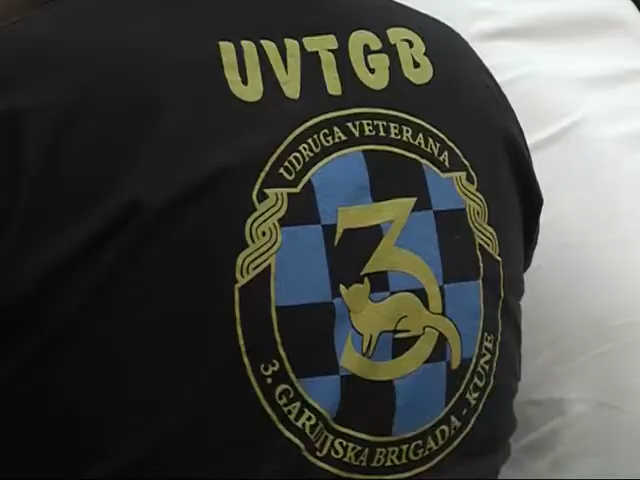 UVTGB
UDRUGA VETERANA
3
3. GARDIJSKA BRIGADA - KUNE